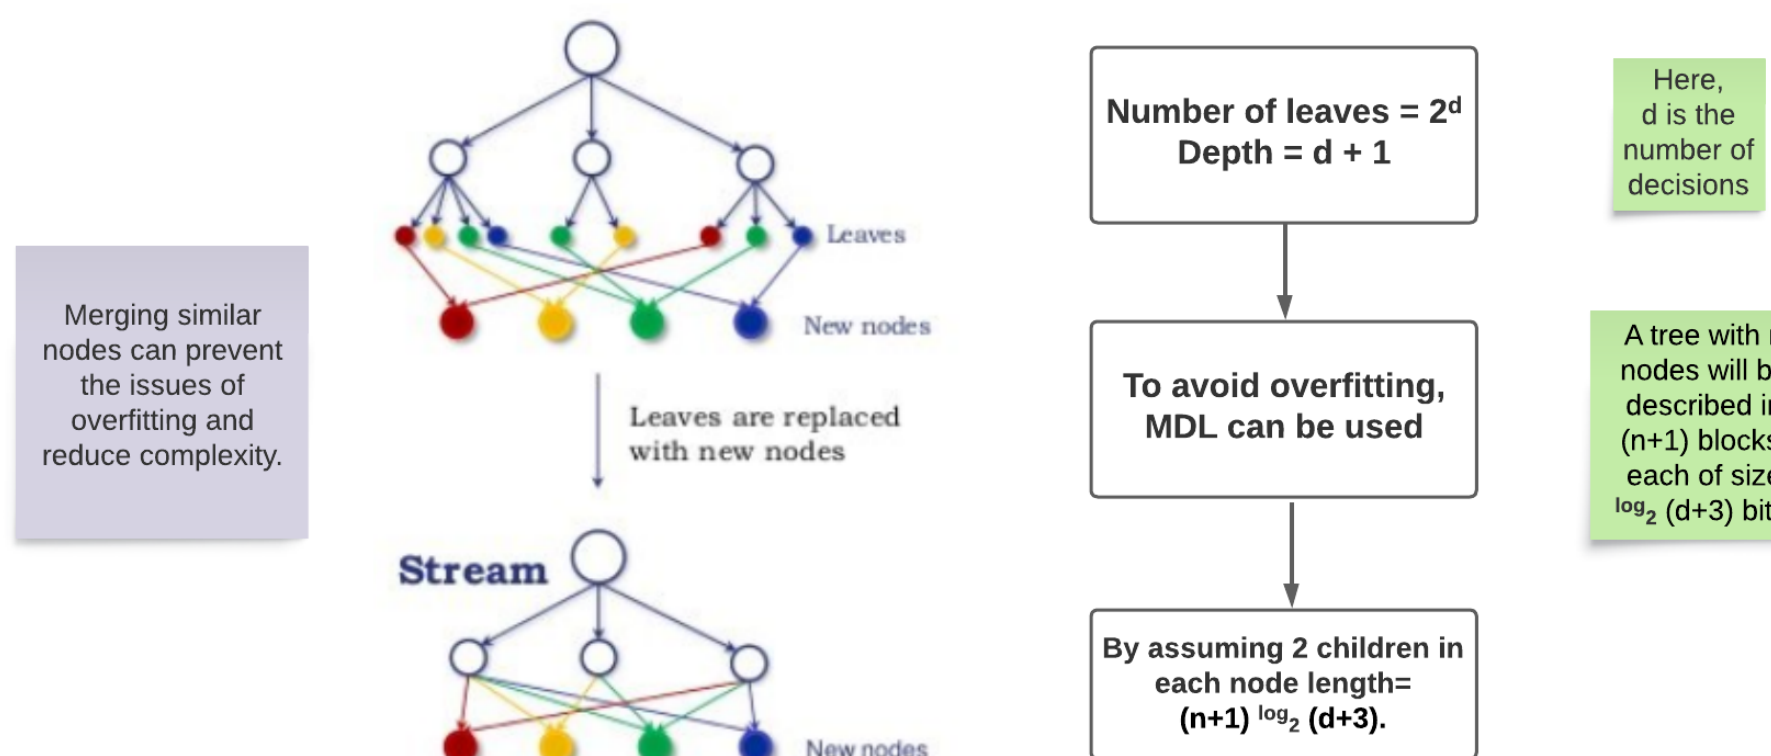 Merging similar
nodes can prevent
the issues of
overfitting and
reduce complexity.
Leaves
New nodes
Leaves are replaced
with new nodes
Stream
New nodes
Number of leaves = 2ᵈ
Depth = d + 1
To avoid overfitting,
MDL can be used
By assuming 2 children in
each node length=
(n+1) log₂ (d+3).
Here,
d is the
number of
decisions
A tree with
nodes will
described
(n+1)
each of
log₂ (d+3)